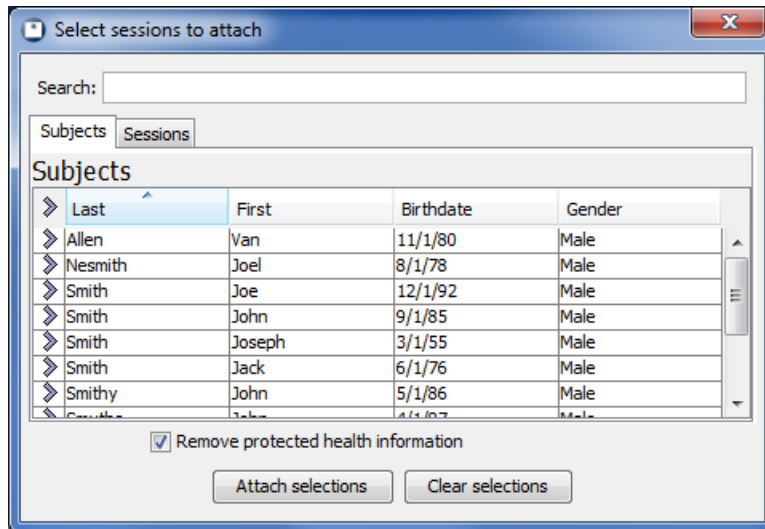 Select sessions to attach
Search:
Subjects Sessions
Subjects
Last First Birthdate Gender
Allen Van 11/1/80 Male
Nesmith Joel 8/1/78 Male
Smith Joe 12/1/92 Male
Smith John 9/1/85 Male
Smith Joseph 3/1/55 Male
Smith Jack 6/1/76 Male
Smithy John 5/1/86 Male
Remove protected health information
Attach selections Clear selections